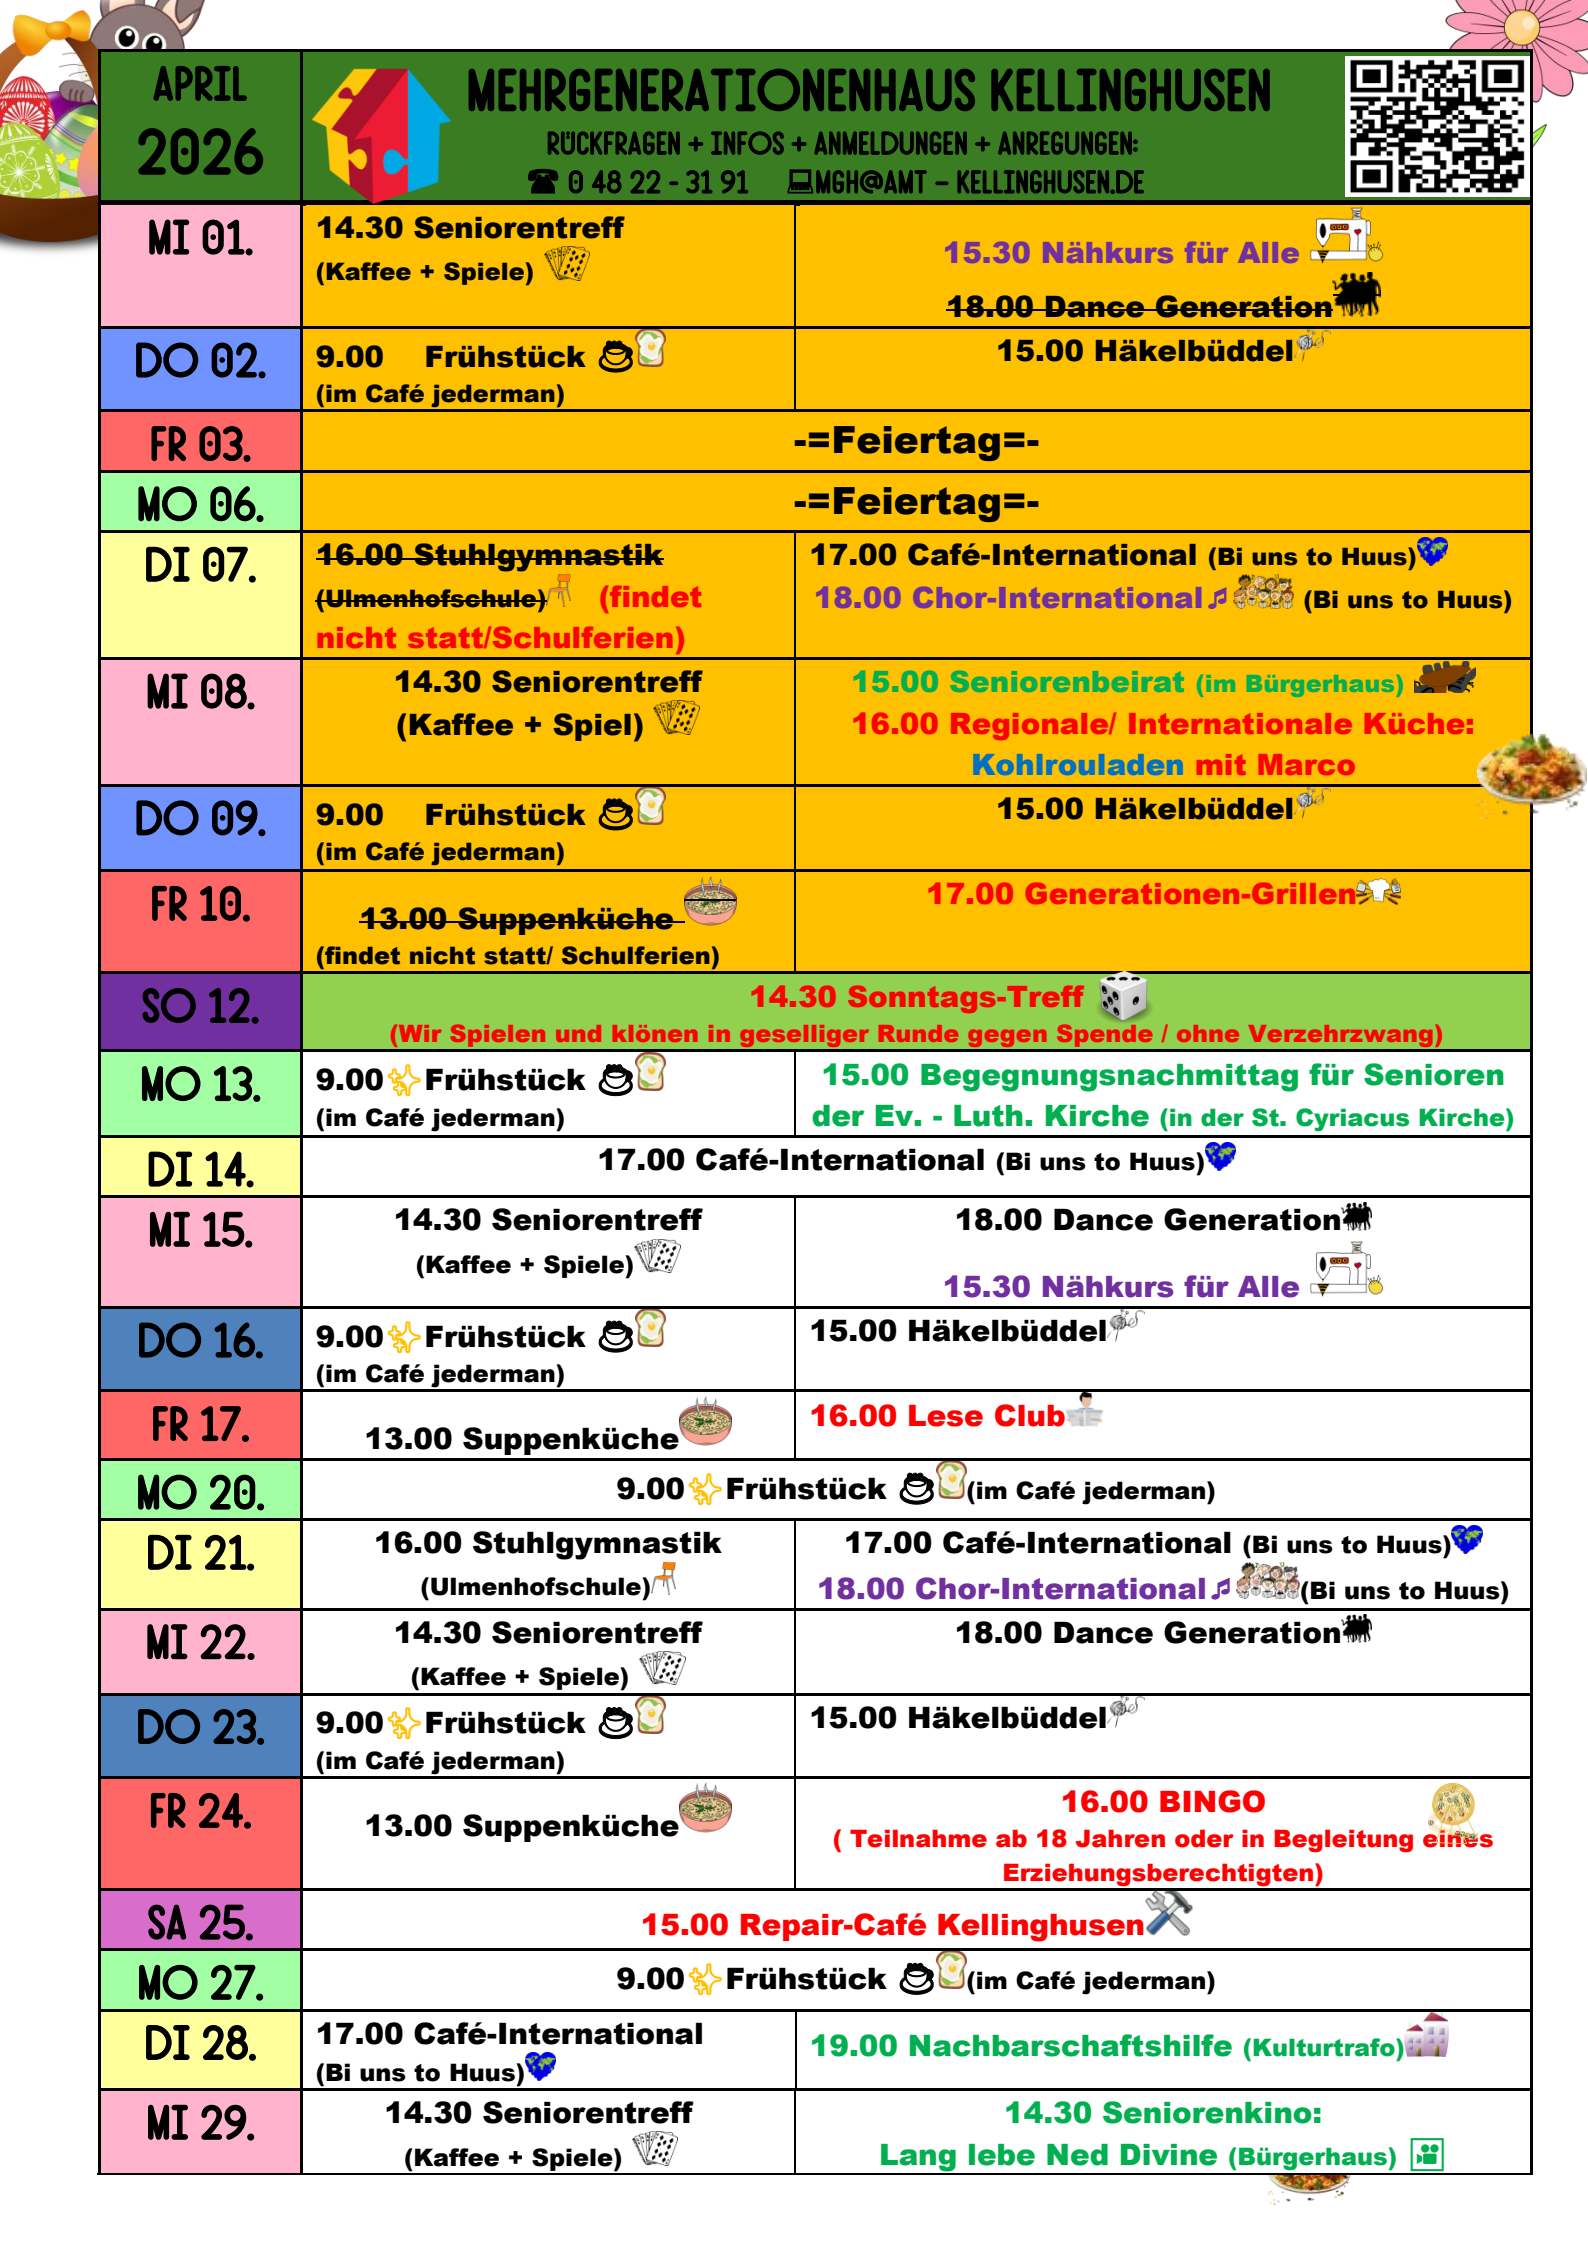 APRIL
2026
MEHRGENERATIONENHAUS KELLINGHUSEN
RÜCKFRAGEN + INFOS + ANMELDUNGEN + ANREGUNGEN:
☎ 0 48 22 - 31 91 MGH@AMT – KELLINGHUSEN.DE
MI 01.
14.30 Seniorentreff
(Kaffee + Spiele)
15.30 Nähkurs für Alle
18.00 Dance Generation
DO 02.
9.00 Frühstück
(im Café jederman)
15.00 Häkelbüddel
FR 03.
-=Feiertag=-
MO 06.
-=Feiertag=-
DI 07.
16.00 Stuhlgymnastik
(Ulmenhofschule) (findet
nicht statt/Schulferien)
17.00 Café-International (Bi uns to Huus)
18.00 Chor-International♫ (Bi uns to Huus)
MI 08.
14.30 Seniorentreff
(Kaffee + Spiel)
15.00 Seniorenbeirat (im Bürgerhaus)
16.00 Regionale/ Internationale Küche:
Kohlrouladen mit Marco
DO 09.
9.00 Frühstück
(im Café jederman)
15.00 Häkelbüddel
FR 10.
13.00 Suppenküche
(findet nicht statt/ Schulferien)
17.00 Generationen-Grillen
SO 12.
14.30 Sonntags-Treff
(Wir Spielen und klönen in geselliger Runde gegen Spende / ohne Verzehrzwang)
MO 13.
9.00 Frühstück
(im Café jederman)
15.00 Begegnungsnachmittag für Senioren
der Ev. - Luth. Kirche (in der St. Cyriacus Kirche)
DI 14.
17.00 Café-International (Bi uns to Huus)
MI 15.
14.30 Seniorentreff
(Kaffee + Spiele)
18.00 Dance Generation
15.30 Nähkurs für Alle
DO 16.
9.00 Frühstück
(im Café jederman)
15.00 Häkelbüddel
FR 17.
13.00 Suppenküche
16.00 Lese Club
MO 20.
9.00 Frühstück (im Café jederman)
DI 21.
16.00 Stuhlgymnastik
(Ulmenhofschule)
17.00 Café-International (Bi uns to Huus)
18.00 Chor-International♫ (Bi uns to Huus)
MI 22.
14.30 Seniorentreff
(Kaffee + Spiele)
18.00 Dance Generation
DO 23.
9.00 Frühstück
(im Café jederman)
15.00 Häkelbüddel
FR 24.
13.00 Suppenküche
16.00 BINGO
( Teilnahme ab 18 Jahren oder in Begleitung eines
Erziehungsberechtigten)
SA 25.
15.00 Repair-Café Kellinghusen
MO 27.
9.00 Frühstück (im Café jederman)
DI 28.
17.00 Café-International
(Bi uns to Huus)
19.00 Nachbarschaftshilfe (Kulturtrafo)
MI 29.
14.30 Seniorentreff
(Kaffee + Spiele)
14.30 Seniorenkino:
Lang lebe Ned Divine (Bürgerhaus)